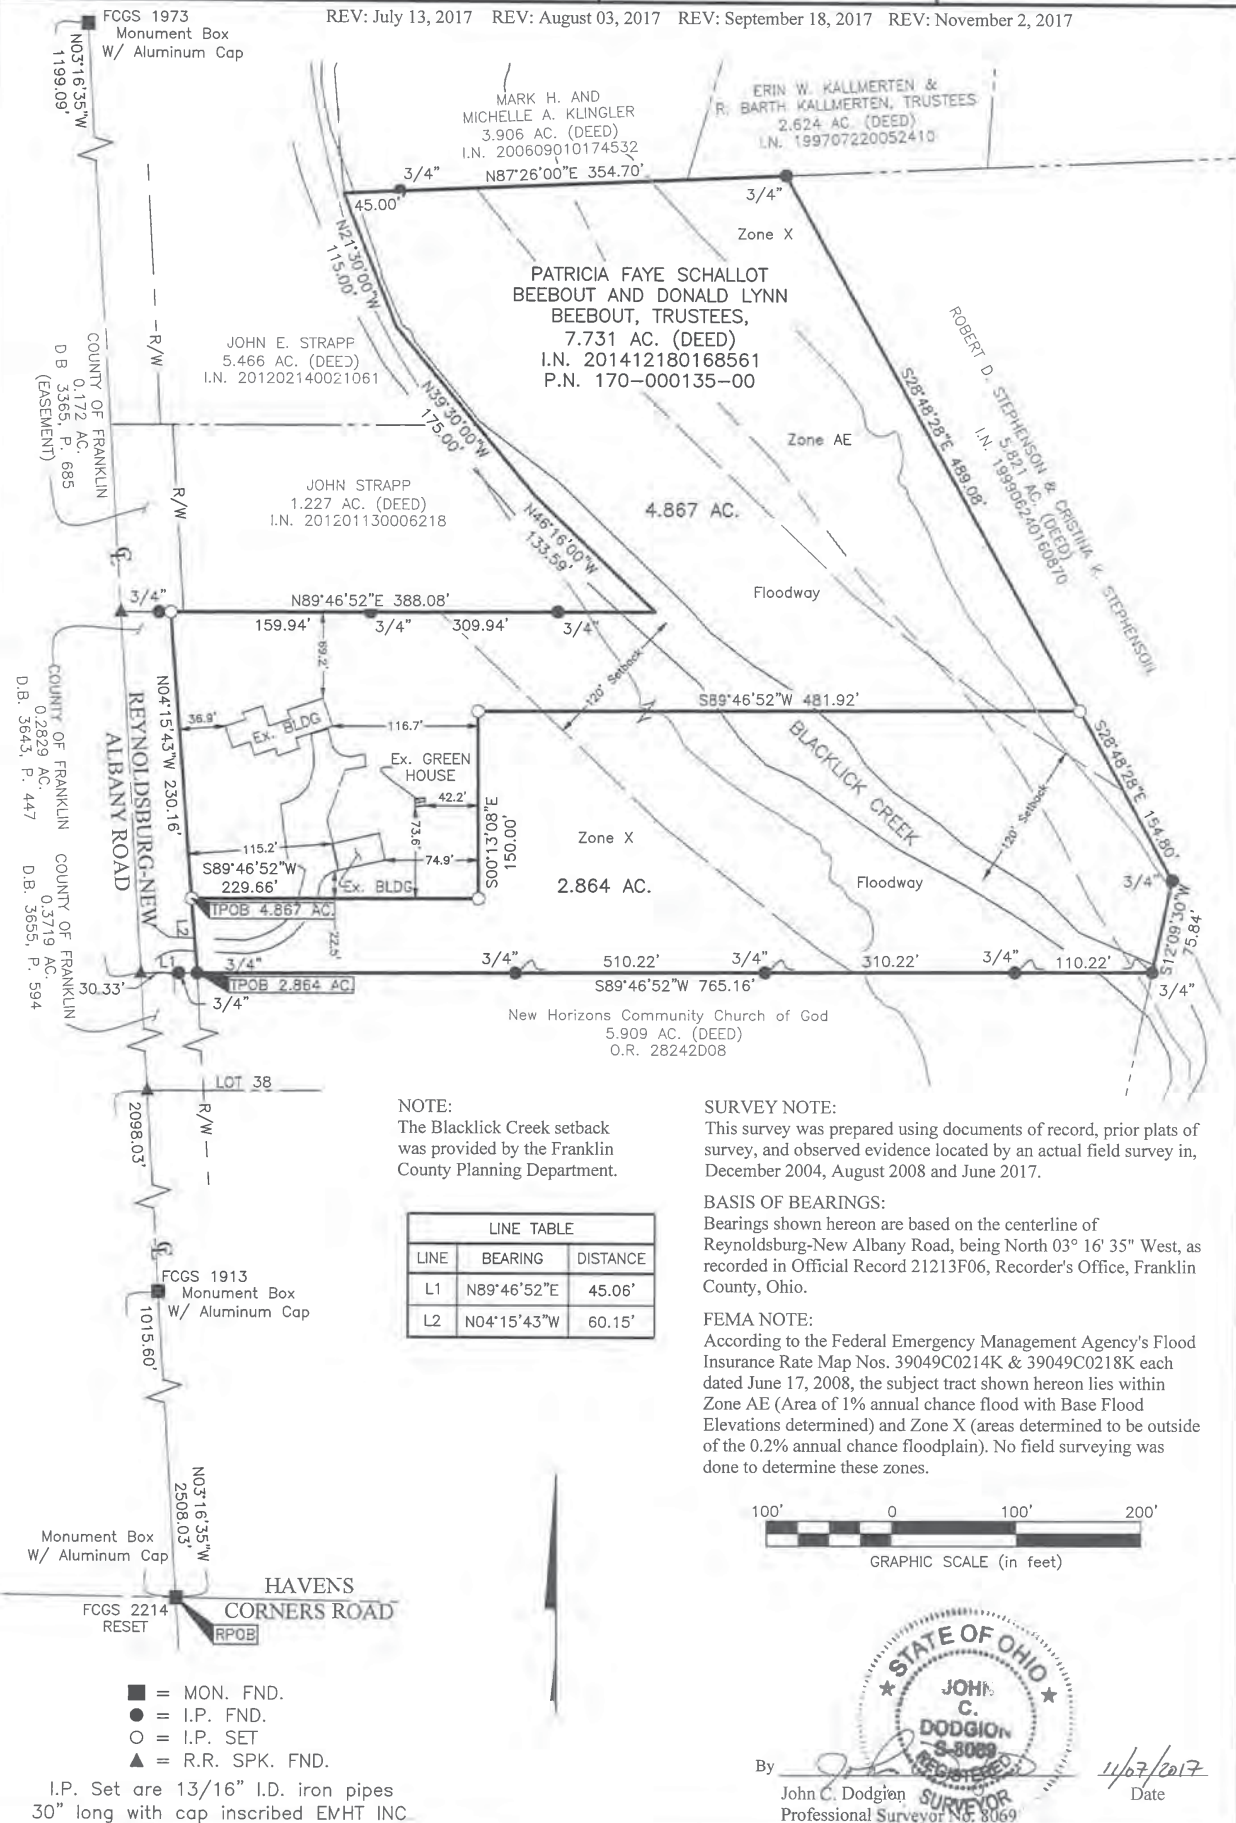 REV: July 13, 2017 REV: August 03, 2017 REV: September 18, 2017 REV: November 2, 2017
FCGS 1973
Monument Box
W/ Aluminum Cap
N03°16'35"W
1199.09'
MARK H. AND
MICHELLE A. KLINGLER
3.906 AC. (DEED)
I.N. 200609010174532
ERIN W. KALLMERTEN &
R. BARTH KALLMERTEN, TRUSTEES
2.624 AC. (DEED)
I.N. 199707220052410
3/4"
N87°26'00"E 354.70'
3/4"
45.00'
Zone X
N21°30'00"W
115.00'
PATRICIA FAYE SCHALLOT
BEEBOUT AND DONALD LYNN
BEEBOUT, TRUSTEES,
7.731 AC. (DEED)
I.N. 201412180168561
P.N. 170-000135-00
R/W
JOHN E. STRAPP
5.466 AC. (DEED)
I.N. 201202140021061
COUNTY OF FRANKLIN
0.172 AC.
D.B. 3365, P. 685
(EASEMENT)
N39°30'00"W
175.00'
S28°48'28"E 489.08'
ROBERT D. STEPHENSON & CRISTINA K. STEPHENSON
5.821 AC. (DEED)
I.N. 199906240160870
Zone AE
R/W
JOHN STRAPP
1.227 AC. (DEED)
I.N. 201201130006218
4.867 AC.
N46°16'00"W
133.59'
Floodway
℄
3/4"
N89°46'52"E 388.08'
159.94'
3/4"
309.94'
3/4"
89.2'
120' Setback
COUNTY OF FRANKLIN
0.2829 AC.
D.B. 3643, P. 447
N04°15'43"W 230.16'
REYNOLDSBURG-NEW
ALBANY ROAD
36.9'
Ex. BLDG
116.7'
S89°46'52"W 481.92'
Ex. GREEN
HOUSE
42.2'
73.6'
S00°13'08"E
150.00'
BLACKLICK CREEK
S28°48'28"E 154.80'
120' Setback
115.2'
S89°46'52"W
229.66'
74.9'
Ex. BLDG
Zone X
2.864 AC.
Floodway
3/4"
S12°09'30"W
75.84'
TPOB 4.867 AC.
L2
22.5'
COUNTY OF FRANKLIN
0.3719 AC.
D.B. 3655, P. 594
L1
30.33'
3/4"
TPOB 2.864 AC.
3/4"
3/4"
510.22'
3/4"
310.22'
3/4"
110.22'
3/4"
S89°46'52"W 765.16'
New Horizons Community Church of God
5.909 AC. (DEED)
O.R. 28242D08
LOT 38
2098.03'
R/W
NOTE:
The Blacklick Creek setback
was provided by the Franklin
County Planning Department.
SURVEY NOTE:
This survey was prepared using documents of record, prior plats of
survey, and observed evidence located by an actual field survey in,
December 2004, August 2008 and June 2017.
BASIS OF BEARINGS:
Bearings shown hereon are based on the centerline of
Reynoldsburg-New Albany Road, being North 03° 16' 35" West, as
recorded in Official Record 21213F06, Recorder's Office, Franklin
County, Ohio.
LINE TABLE
LINE BEARING DISTANCE
L1 N89°46'52"E 45.06'
L2 N04°15'43"W 60.15'
℄
FCGS 1913
Monument Box
W/ Aluminum Cap
1015.60'
FEMA NOTE:
According to the Federal Emergency Management Agency's Flood
Insurance Rate Map Nos. 39049C0214K & 39049C0218K each
dated June 17, 2008, the subject tract shown hereon lies within
Zone AE (Area of 1% annual chance flood with Base Flood
Elevations determined) and Zone X (areas determined to be outside
of the 0.2% annual chance floodplain). No field surveying was
done to determine these zones.
N03°16'35"W
2508.03'
100' 0 100' 200'
GRAPHIC SCALE (in feet)
Monument Box
W/ Aluminum Cap
HAVENS
CORNERS ROAD
FCGS 2214
RESET
RPOB
■ = MON. FND.
● = I.P. FND.
○ = I.P. SET
▲ = R.R. SPK. FND.
I.P. Set are 13/16" I.D. iron pipes
30" long with cap inscribed EMHT INC
STATE OF OHIO
JOHN
C.
DODGION
S-8069
REGISTERED
SURVEYOR
By
John C. Dodgion
Professional Surveyor No. 8069
11/07/2017
Date